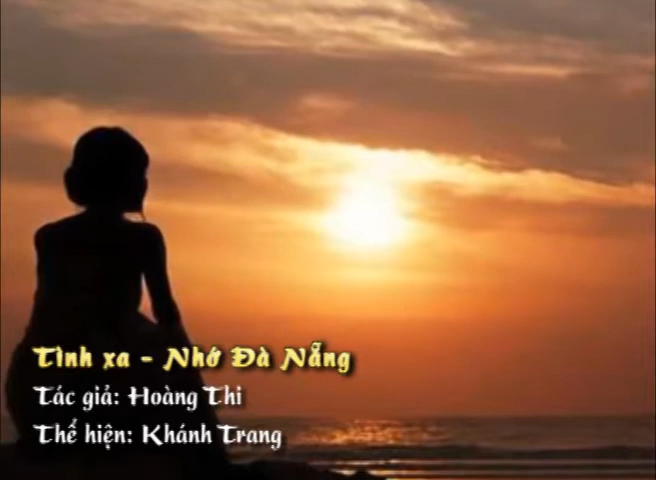 Tình xa - Nhớ Đà Nẵng
Tác giả: Hoàng Thi
Thể hiện: Khánh Trang